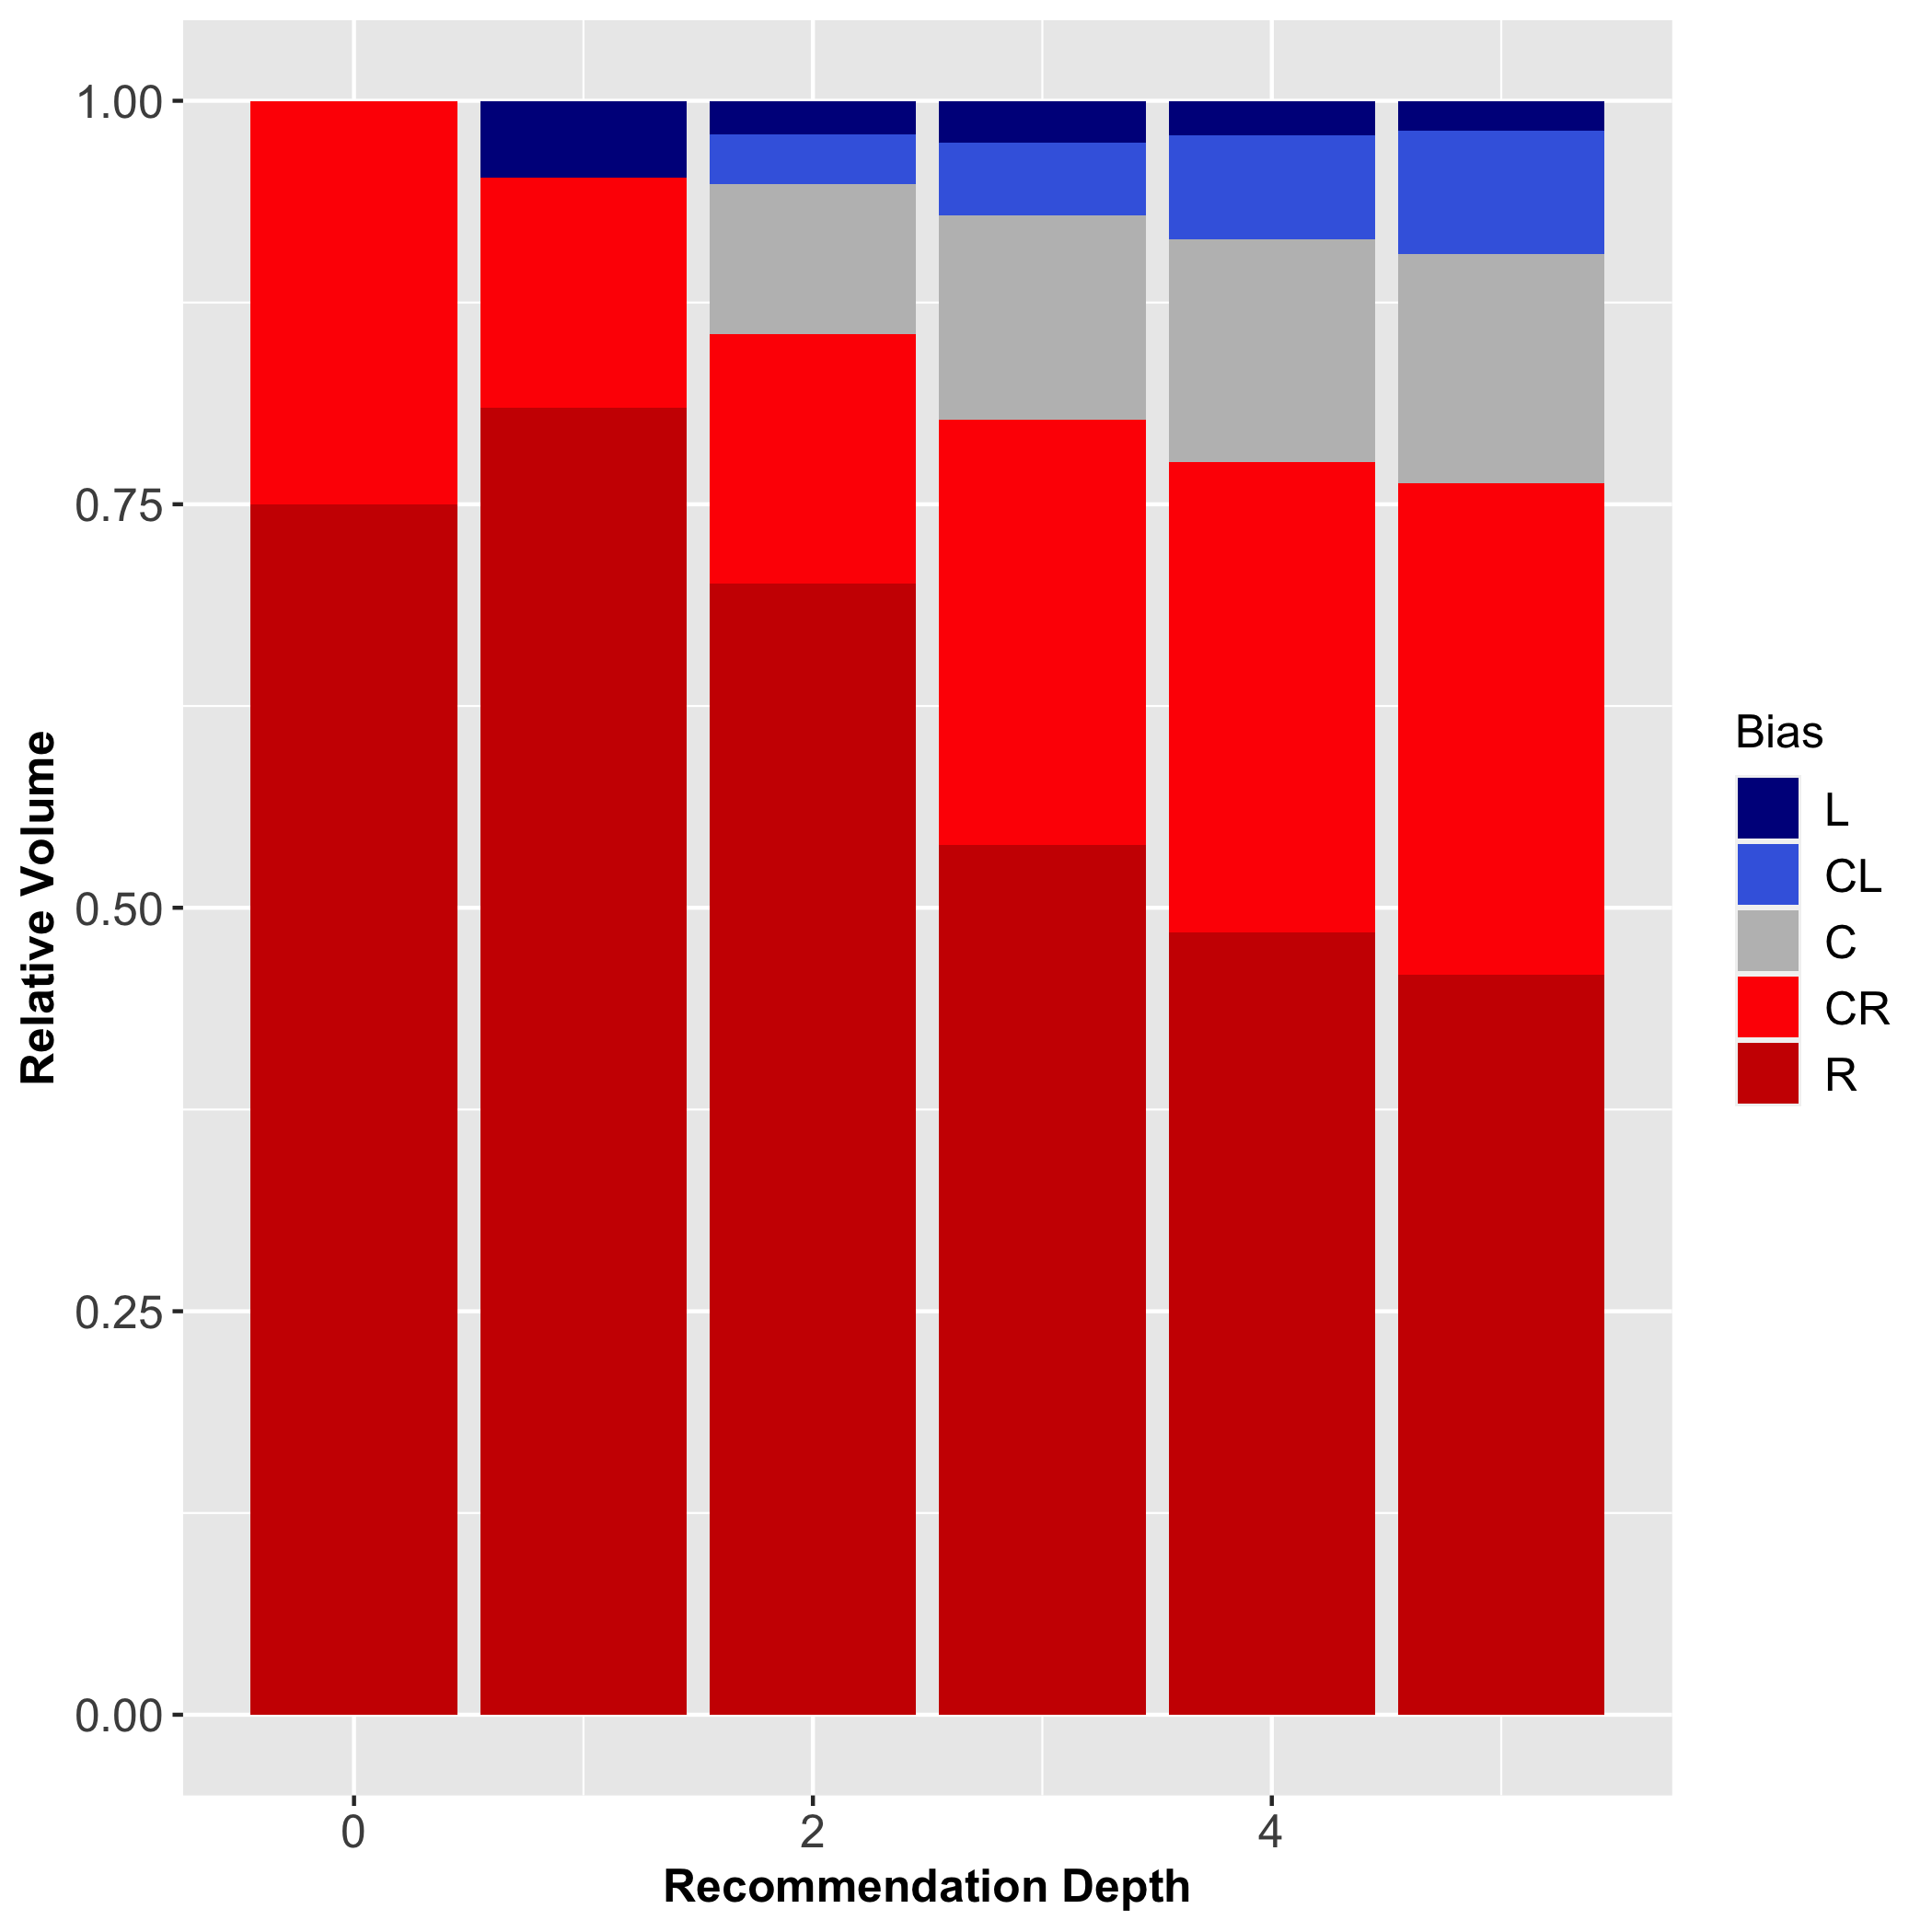 1.00
0.75
0.50
0.25
0.00
Relative Volume
0 2 4
Recommendation Depth
Bias
L
CL
C
CR
R